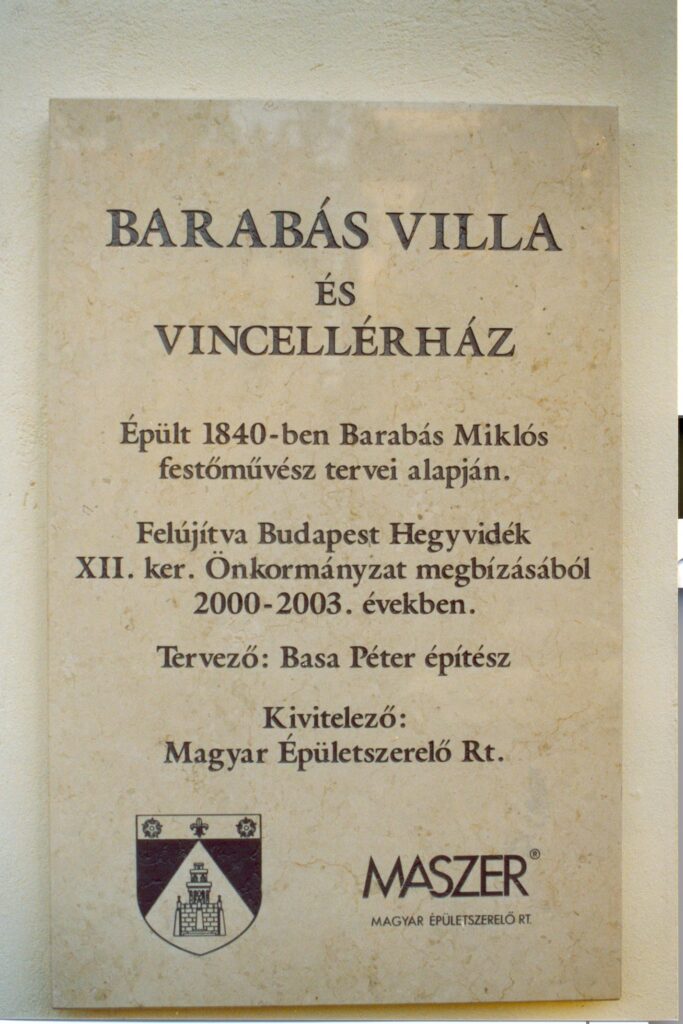 BARABÁS VILLA
ÉS
VINCELLÉRHÁZ
Épült 1840-ben Barabás Miklós
festőművész tervei alapján.
Felújítva Budapest Hegyvidék
XII. ker. Önkormányzat megbízásából
2000-2003. években.
Tervező: Basa Péter építész
Kivitelező:
Magyar Épületszerelő Rt.
MASZER®
MAGYAR ÉPÜLETSZERELŐ RT.